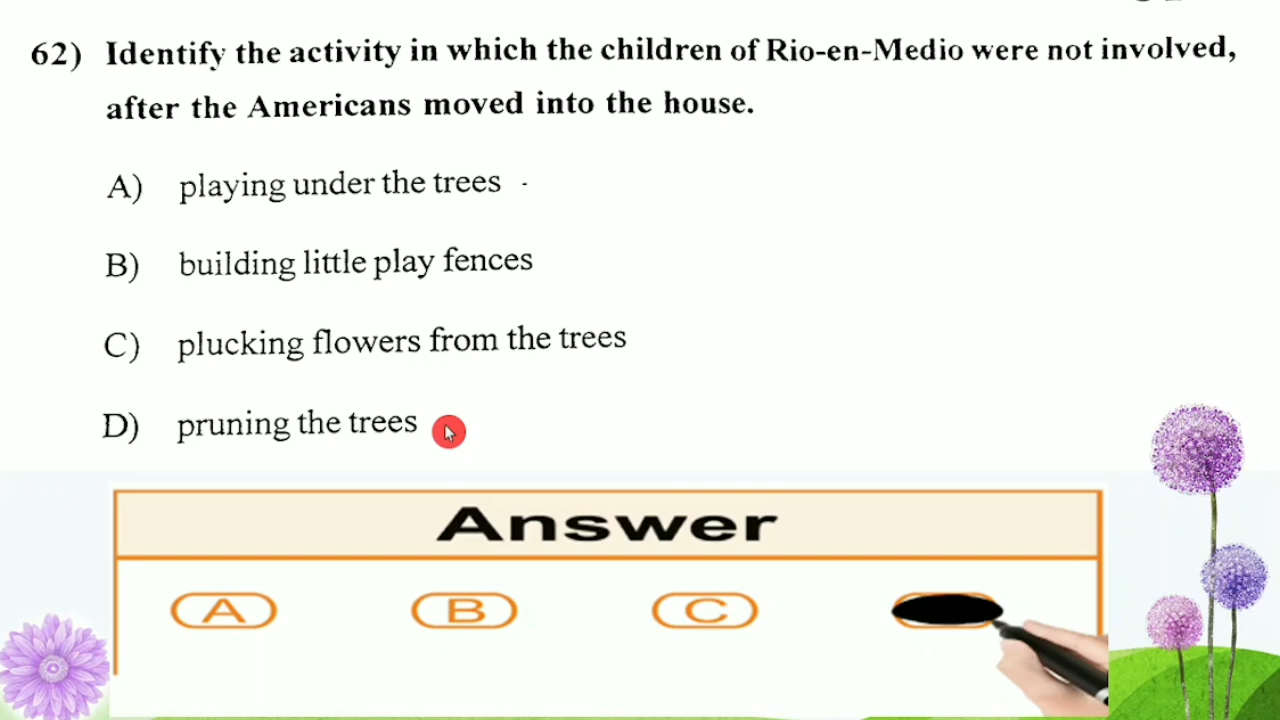 62) Identify the activity in which the children of Rio-en-Medio were not involved,
after the Americans moved into the house.
A) playing under the trees
B) building little play fences
C) plucking flowers from the trees
D) pruning the trees
Answer
A B C